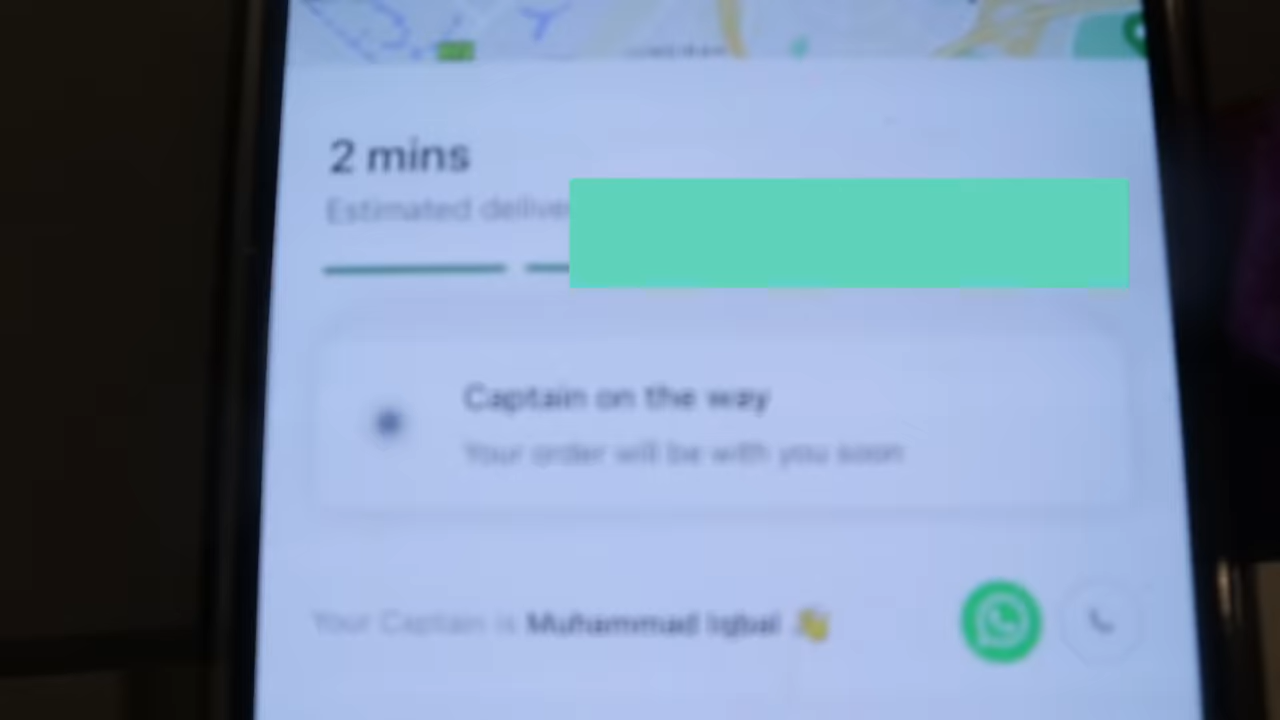 2 mins
Estimated delive
Captain on the way
Your order will be with you soon
Your Captain is Muhammad Iqbal 👋